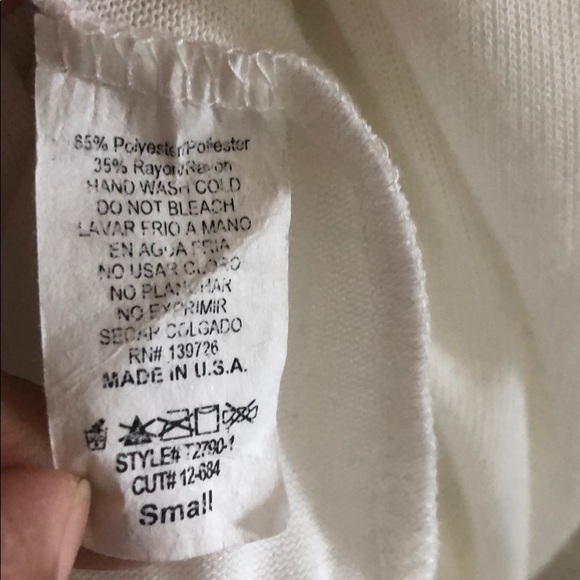 65% Polyester/Poliester
35% Rayon/Rayon
HAND WASH COLD
DO NOT BLEACH
LAVAR FRIO A MANO
EN AGUA FRIA
NO USAR CLORO
NO PLANCHAR
NO EXPRIMIR
SECAR COLGADO
RN# 139726
MADE IN U.S.A.
STYLE# T2790-1
CUT# 12-684
Small